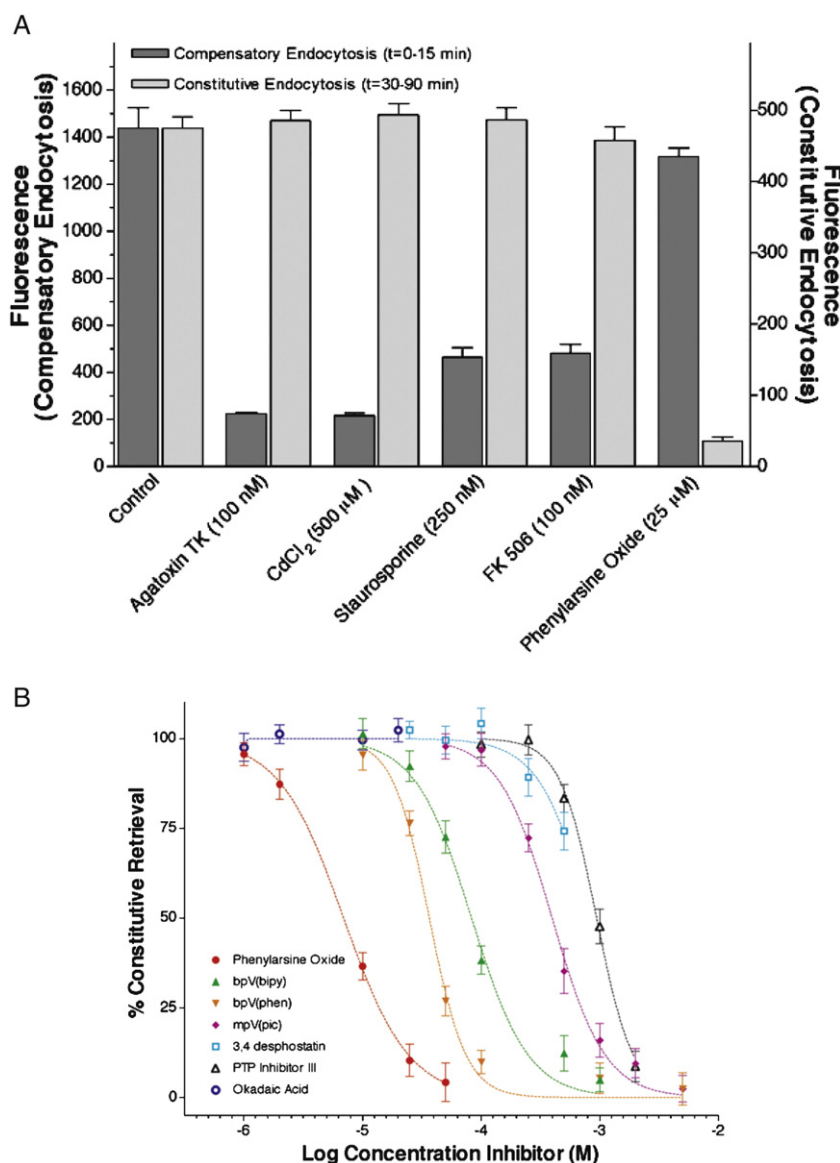 A
Compensatory Endocytosis (t=0-15 min)
Constitutive Endocytosis (t=30-90 min)
Fluorescence
(Compensatory Endocytosis)
1600
1400
1200
1000
800
600
400
200
0
500
400
300
200
100
0
Fluorescence
(Constitutive Endocytosis)
Control
Agatoxin TK (100 nM)
CdCl₂ (500 μM )
Staurosporine (250 nM)
FK 506 (100 nM)
Phenylarsine Oxide (25 μM)
B
% Constitutive Retrieval
100
75
50
25
0
Phenylarsine Oxide
bpV(bipy)
bpV(phen)
mpV(pic)
3,4 desphostatin
PTP Inhibitor III
Okadaic Acid
-6
-5
-4
-3
-2
Log Concentration Inhibitor (M)